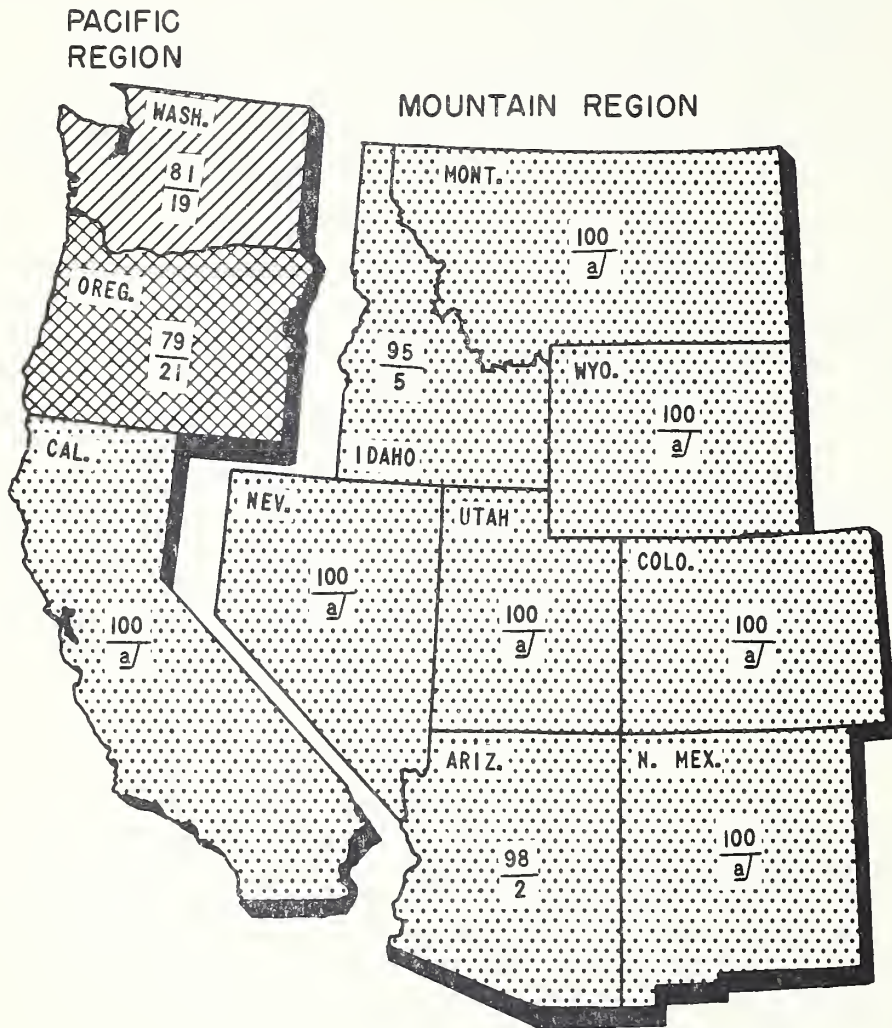 PACIFIC
REGION
MOUNTAIN REGION
WASH.
81
19
OREG.
79
21
CAL.
100
a/
MONT.
100
a/
95
5
IDAHO
WYO.
100
a/
NEV.
100
a/
UTAH
100
a/
COLO.
100
a/
ARIZ.
98
2
N. MEX.
100
a/